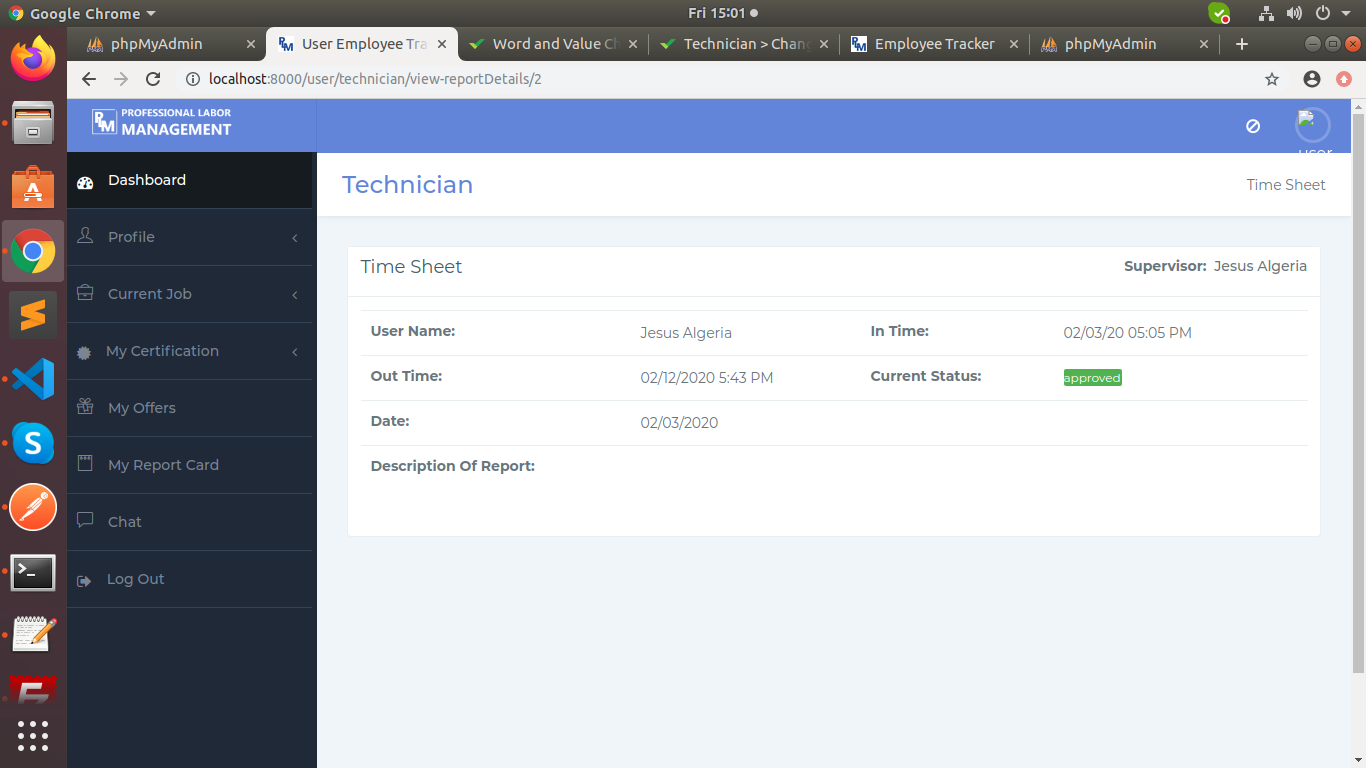 Google Chrome
Fri 15:01
phpMyAdmin
User Employee Tra
Word and Value Ch
Technician > Chang
Employee Tracker
phpMyAdmin
localhost:8000/user/technician/view-reportDetails/2
PLM PROFESSIONAL LABOR
MANAGEMENT
user
Dashboard
Technician
Time Sheet
Profile
Current Job
My Certification
My Offers
My Report Card
Chat
Log Out
Time Sheet
Supervisor: Jesus Algeria
User Name: Jesus Algeria In Time: 02/03/20 05:05 PM
Out Time: 02/12/2020 5:43 PM Current Status: approved
Date: 02/03/2020
Description Of Report: